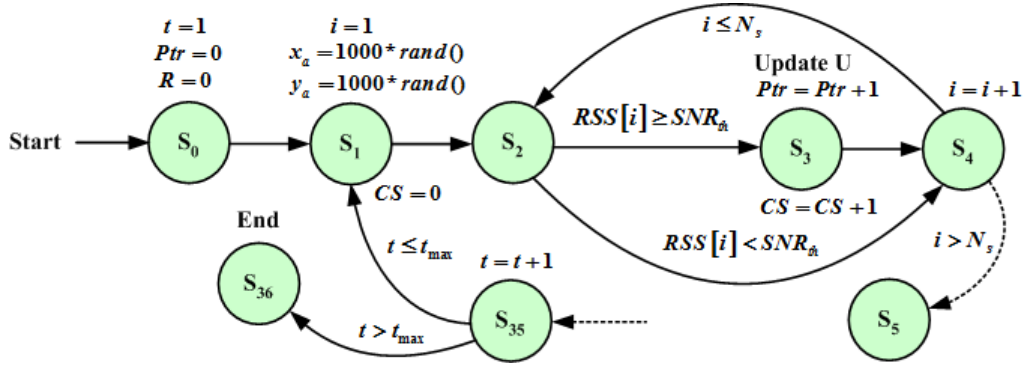 t=1
Ptr=0
R=0
i=1
x_a=1000*rand()
y_a=1000*rand()
i≤N_s
Update U
Ptr=Ptr+1
i=i+1
Start
S_0
S_1
S_2
RSS[i]≥SNR_th
S_3
S_4
CS=0
CS=CS+1
RSS[i]<SNR_th
i>N_s
End
t≤t_max
t=t+1
S_36
S_35
S_5
t>t_max